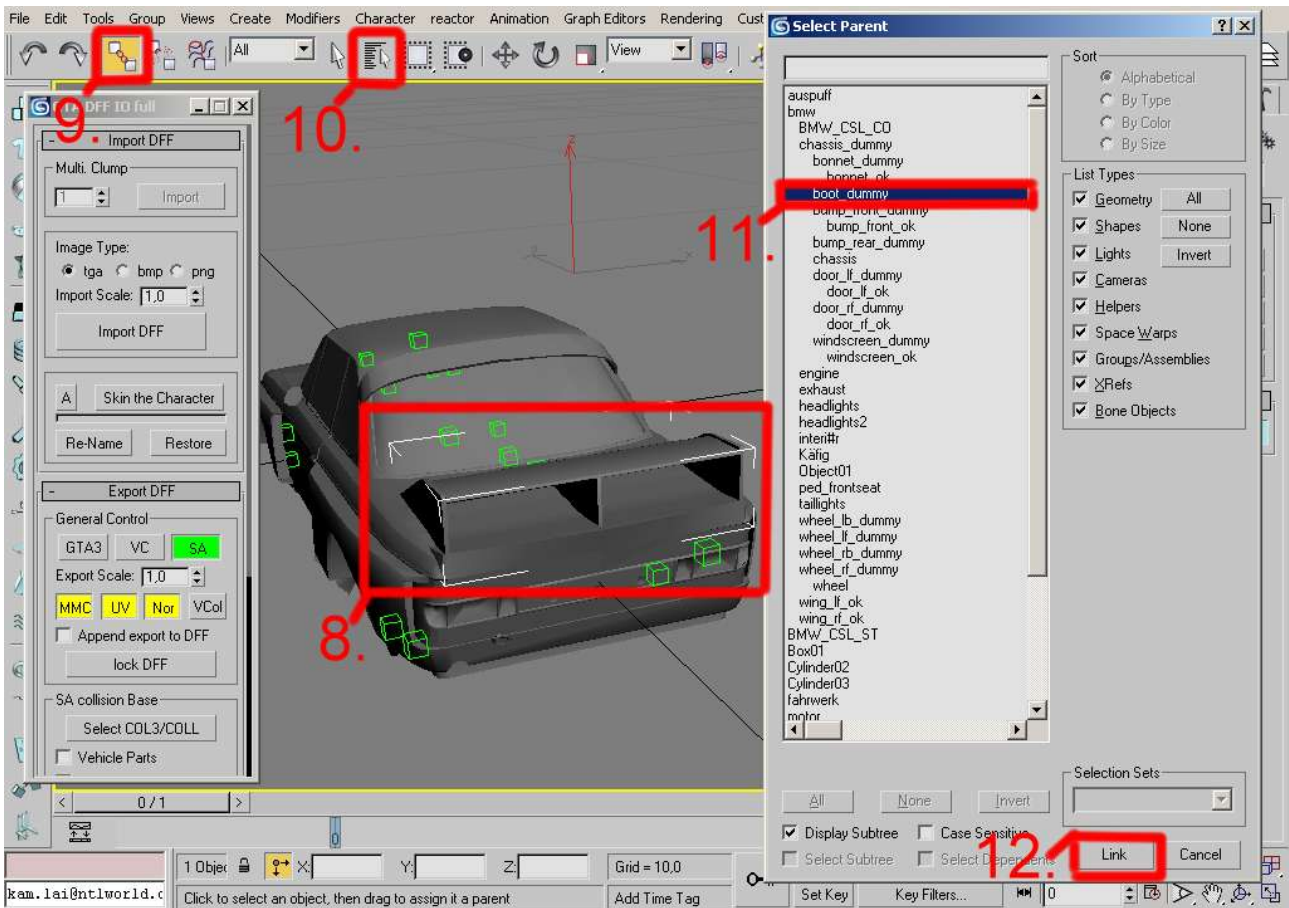 File Edit Tools Group Views Create Modifiers Character reactor Animation Graph Editors Rendering Cust
All
View
9.
10.
GTA DFF IO full
- Import DFF
Multi. Clump
1 Import
Image Type:
tga bmp png
Import Scale: 1,0
Import DFF
A Skin the Character
Re-Name Restore
- Export DFF
General Control
GTA3 VC SA
Export Scale: 1,0
MMC UV Nor VCol
Append export to DFF
lock DFF
SA collision Base
Select COL3/COLL
Vehicle Parts
z
x
8.
Select Parent
auspuff
bmw
BMW_CSL_CO
chassis_dummy
bonnet_dummy
bonnet_ok
boot_dummy
11.
bump_front_dummy
bump_front_ok
bump_rear_dummy
chassis
door_lf_dummy
door_lf_ok
door_rf_dummy
door_rf_ok
windscreen_dummy
windscreen_ok
engine
exhaust
headlights
headlights2
interi#r
Käfig
Object01
ped_frontseat
taillights
wheel_lb_dummy
wheel_lf_dummy
wheel_rb_dummy
wheel_rf_dummy
wheel
wing_lf_ok
wing_rf_ok
BMW_CSL_ST
Box01
Cylinder02
Cylinder03
fahrwerk
motor
Sort
Alphabetical
By Type
By Color
By Size
List Types
Geometry All
Shapes None
Lights Invert
Cameras
Helpers
Space Warps
Groups/Assemblies
XRefs
Bone Objects
All None Invert
Display Subtree Case Sensitive
Select Subtree Select Dependents
Selection Sets
12.
Link Cancel
< 0 / 1 >
0
1 Objec X: Y: Z: Grid = 10,0
kam.lai@ntlworld.c
Click to select an object, then drag to assign it a parent
Add Time Tag
Set Key Key Filters... 0